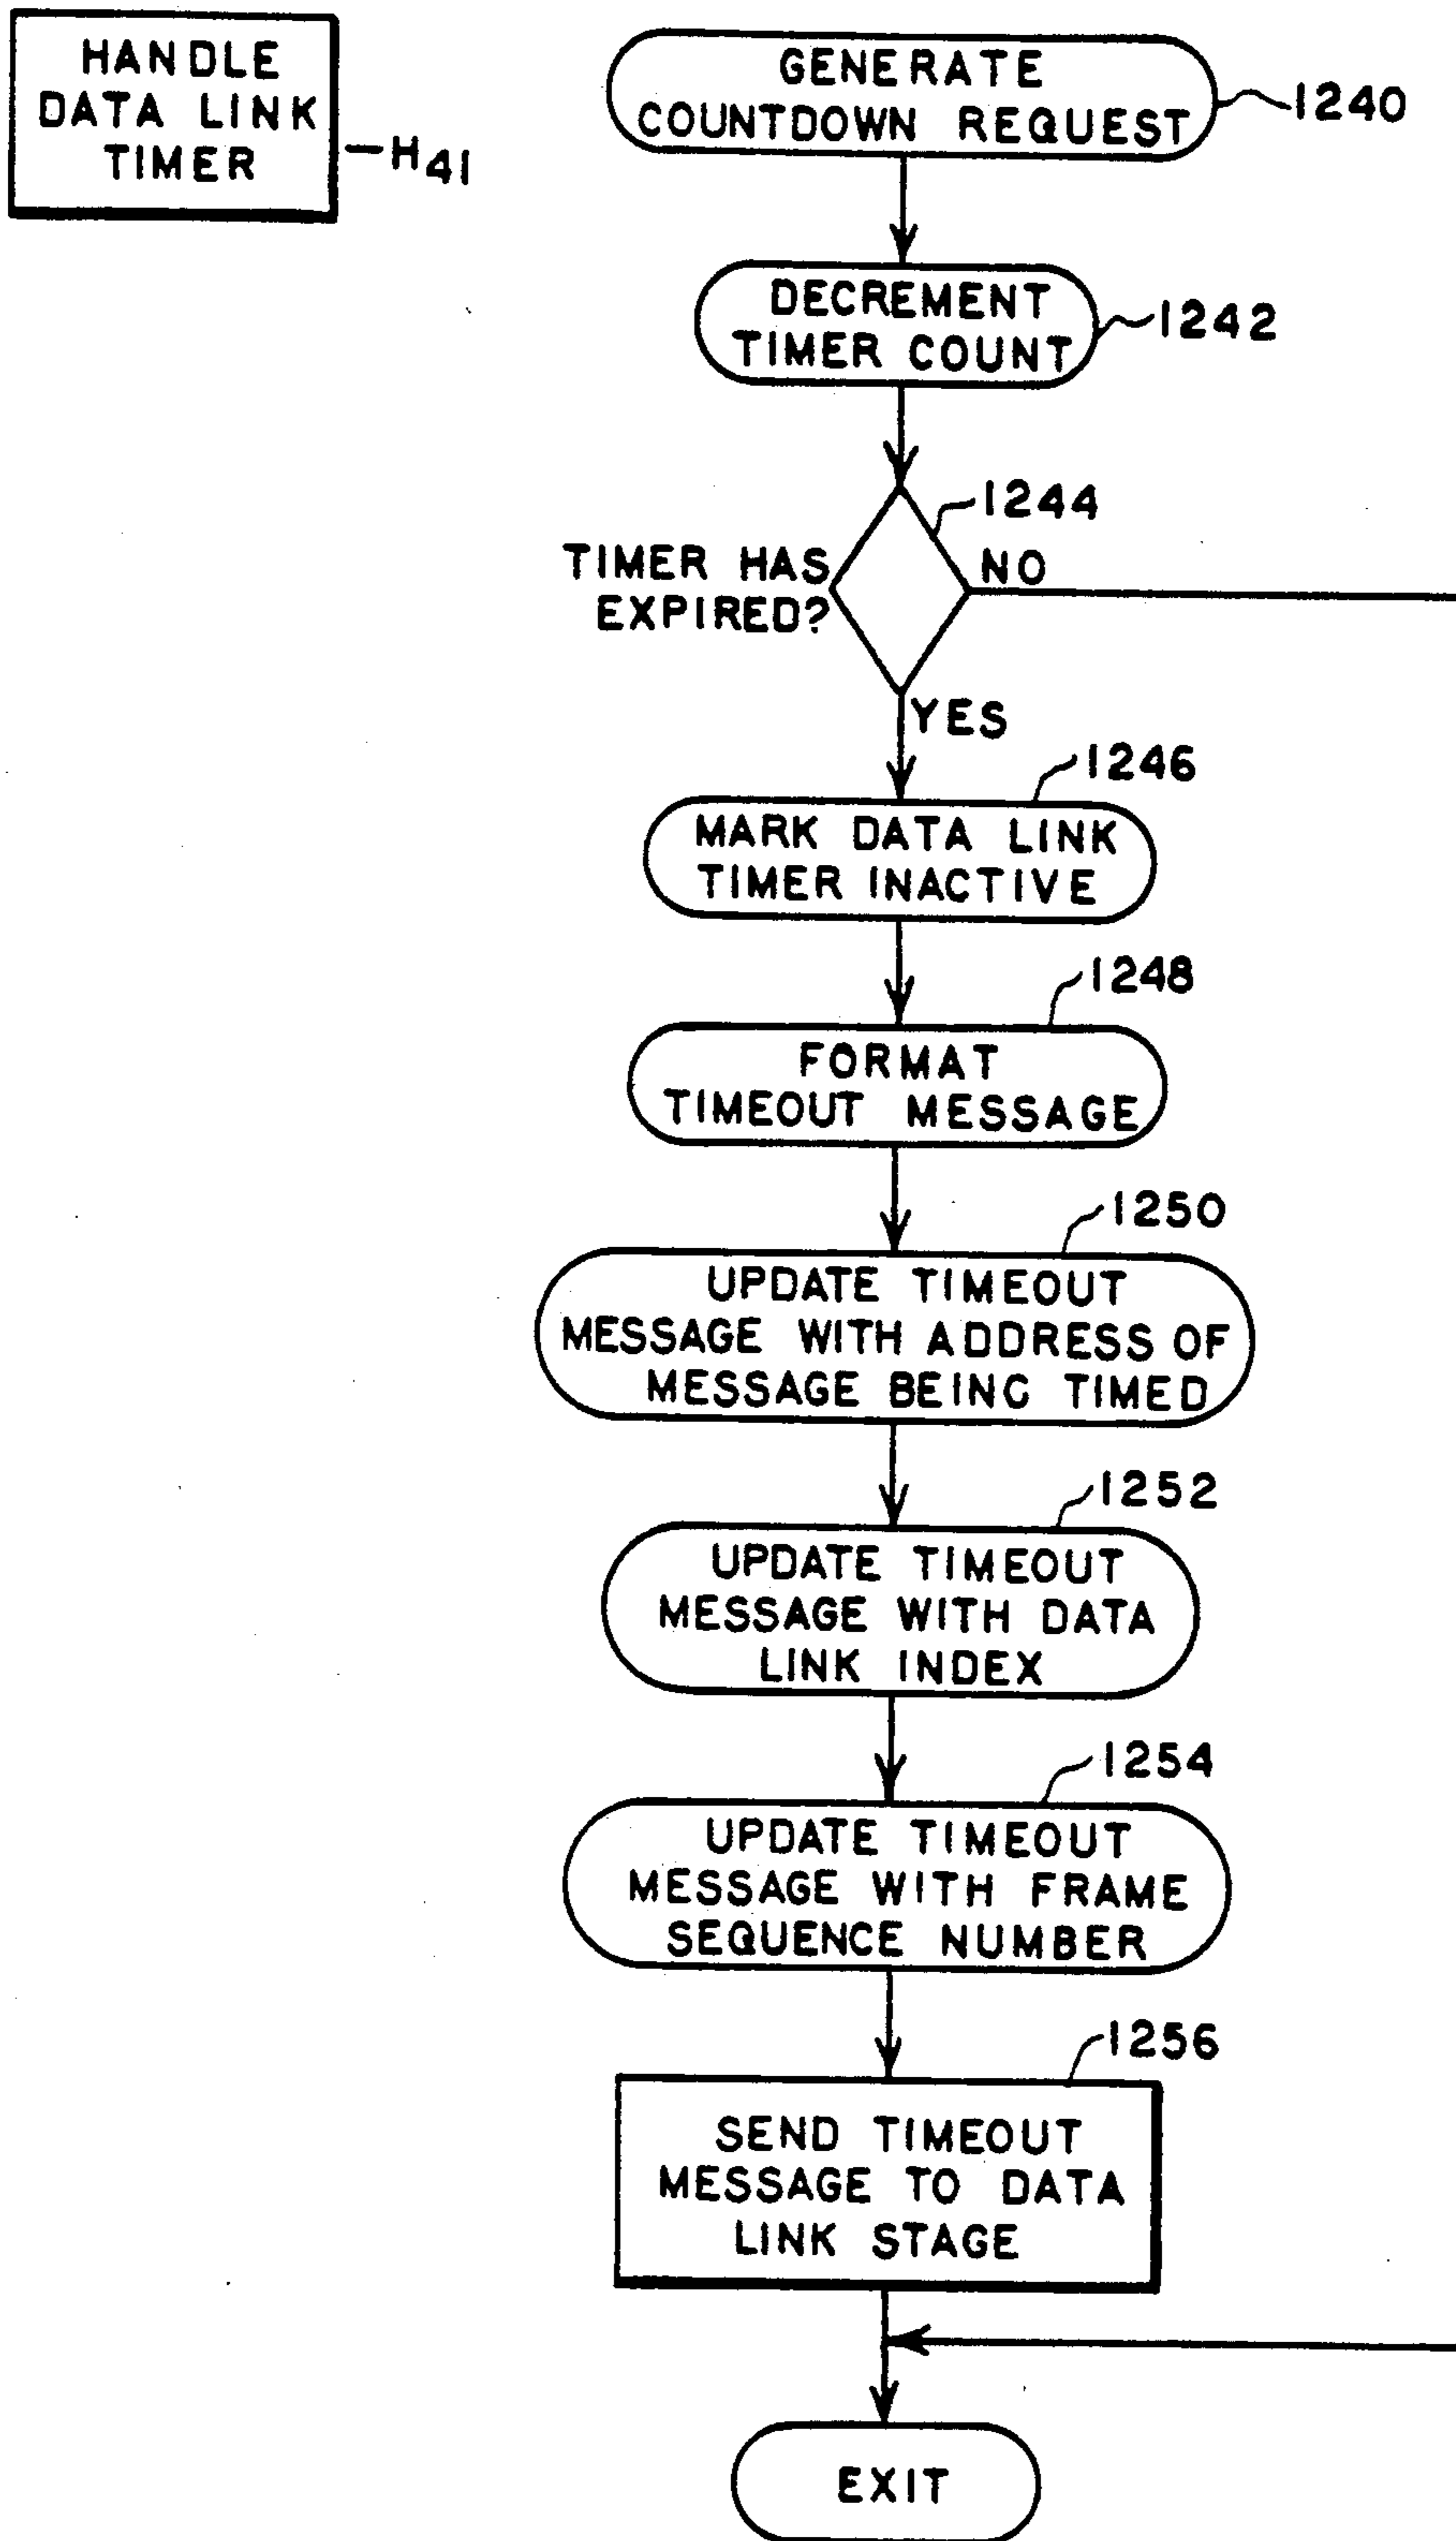 HANDLE
DATA LINK
TIMER
H41
GENERATE
COUNTDOWN REQUEST
1240
DECREMENT
TIMER COUNT
1242
1244
TIMER HAS
EXPIRED?
NO
YES
1246
MARK DATA LINK
TIMER INACTIVE
1248
FORMAT
TIMEOUT MESSAGE
1250
UPDATE TIMEOUT
MESSAGE WITH ADDRESS OF
MESSAGE BEING TIMED
1252
UPDATE TIMEOUT
MESSAGE WITH DATA
LINK INDEX
1254
UPDATE TIMEOUT
MESSAGE WITH FRAME
SEQUENCE NUMBER
1256
SEND TIMEOUT
MESSAGE TO DATA
LINK STAGE
EXIT